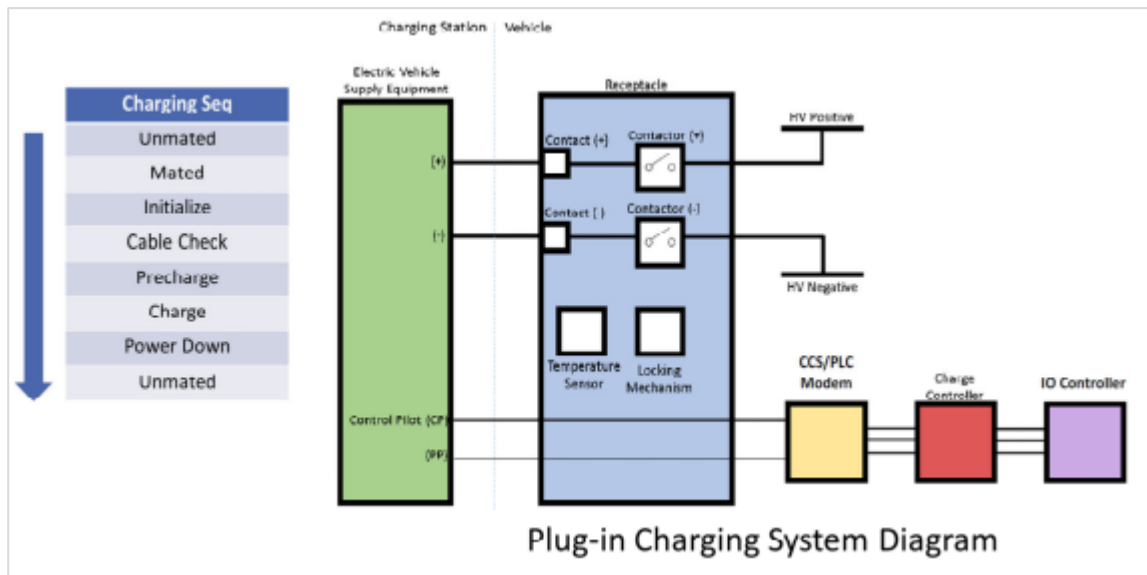 Charging Station
Vehicle
Electric Vehicle
Supply Equipment
Receptacle
Charging Seq
Unmated
Mated
Initialize
Cable Check
Precharge
Charge
Power Down
Unmated
HV Positive
Contact (+)
Contactor (+)
(+)
Contact (-)
Contactor (-)
(-)
HV Negative
Temperature
Sensor
Locking
Mechanism
CCS/PLC
Modem
Charge
Controller
IO Controller
Control Pilot (CP)
(PP)
Plug-in Charging System Diagram